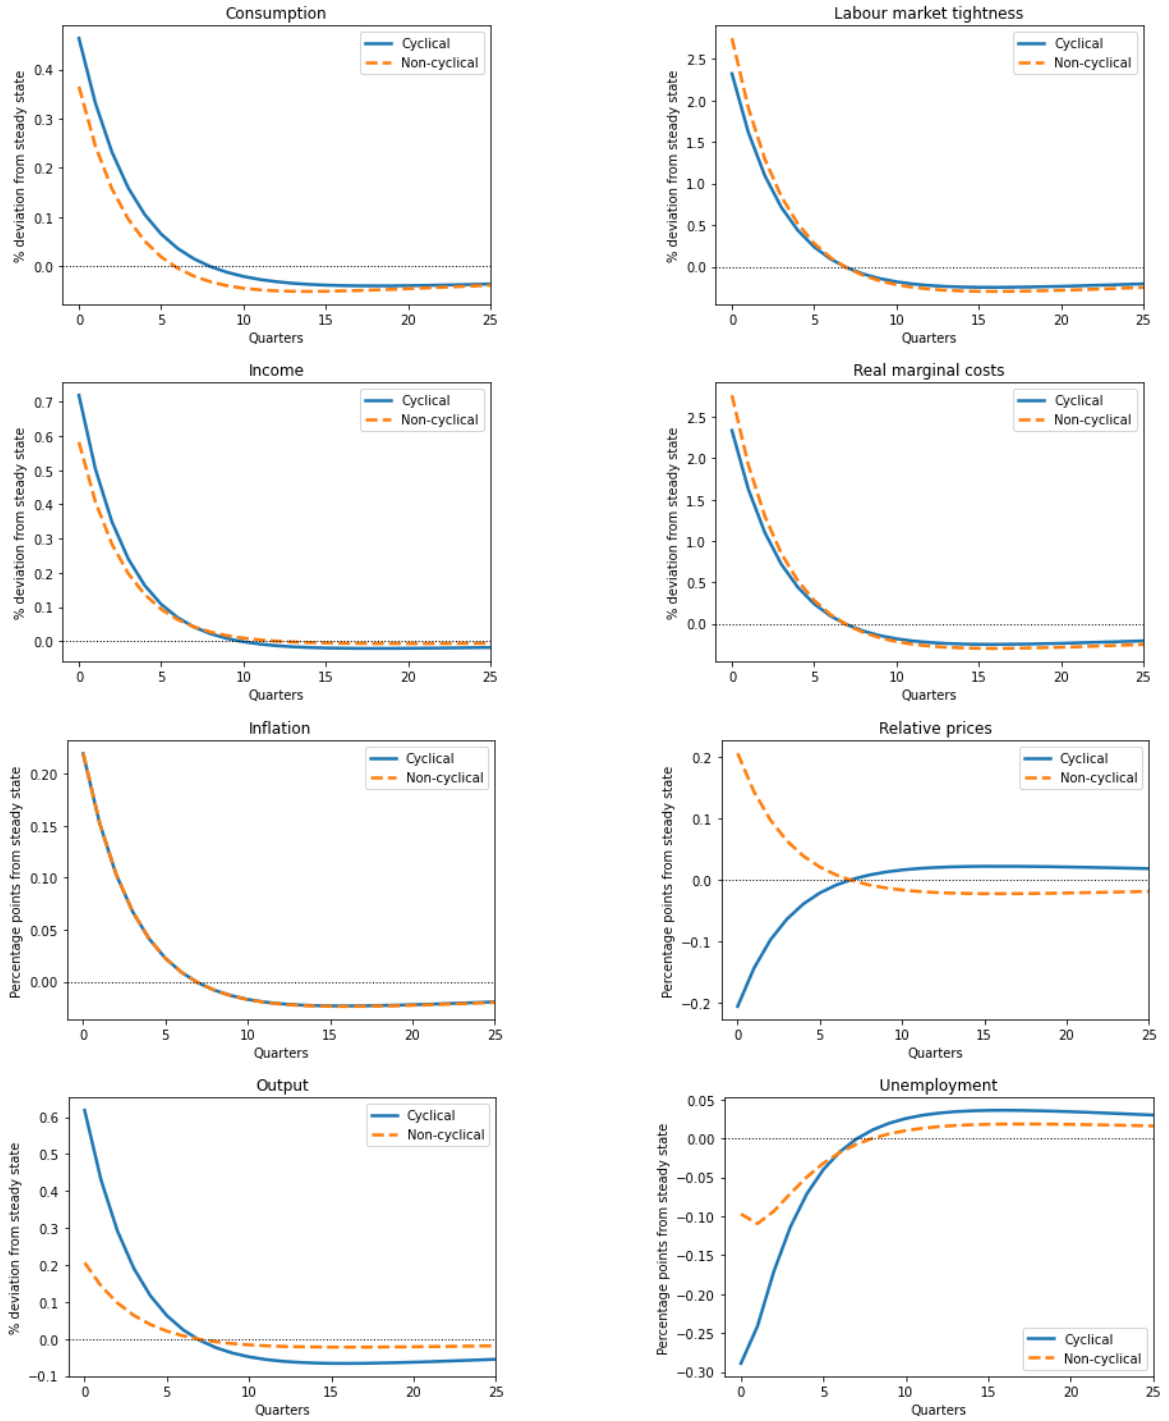 Consumption
% deviation from steady state
0.4
0.3
0.2
0.1
0.0
Cyclical
Non-cyclical
0 5 10 15 20 25
Quarters
Labour market tightness
% deviation from steady state
2.5
2.0
1.5
1.0
0.5
0.0
Cyclical
Non-cyclical
0 5 10 15 20 25
Quarters
Income
% deviation from steady state
0.7
0.6
0.5
0.4
0.3
0.2
0.1
0.0
Cyclical
Non-cyclical
0 5 10 15 20 25
Quarters
Real marginal costs
% deviation from steady state
2.5
2.0
1.5
1.0
0.5
0.0
Cyclical
Non-cyclical
0 5 10 15 20 25
Quarters
Inflation
Percentage points from steady state
0.20
0.15
0.10
0.05
0.00
Cyclical
Non-cyclical
0 5 10 15 20 25
Quarters
Relative prices
Percentage points from steady state
0.2
0.1
0.0
−0.1
−0.2
Cyclical
Non-cyclical
0 5 10 15 20 25
Quarters
Output
% deviation from steady state
0.6
0.5
0.4
0.3
0.2
0.1
0.0
−0.1
Cyclical
Non-cyclical
0 5 10 15 20 25
Quarters
Unemployment
Percentage points from steady state
0.05
0.00
−0.05
−0.10
−0.15
−0.20
−0.25
−0.30
Cyclical
Non-cyclical
0 5 10 15 20 25
Quarters